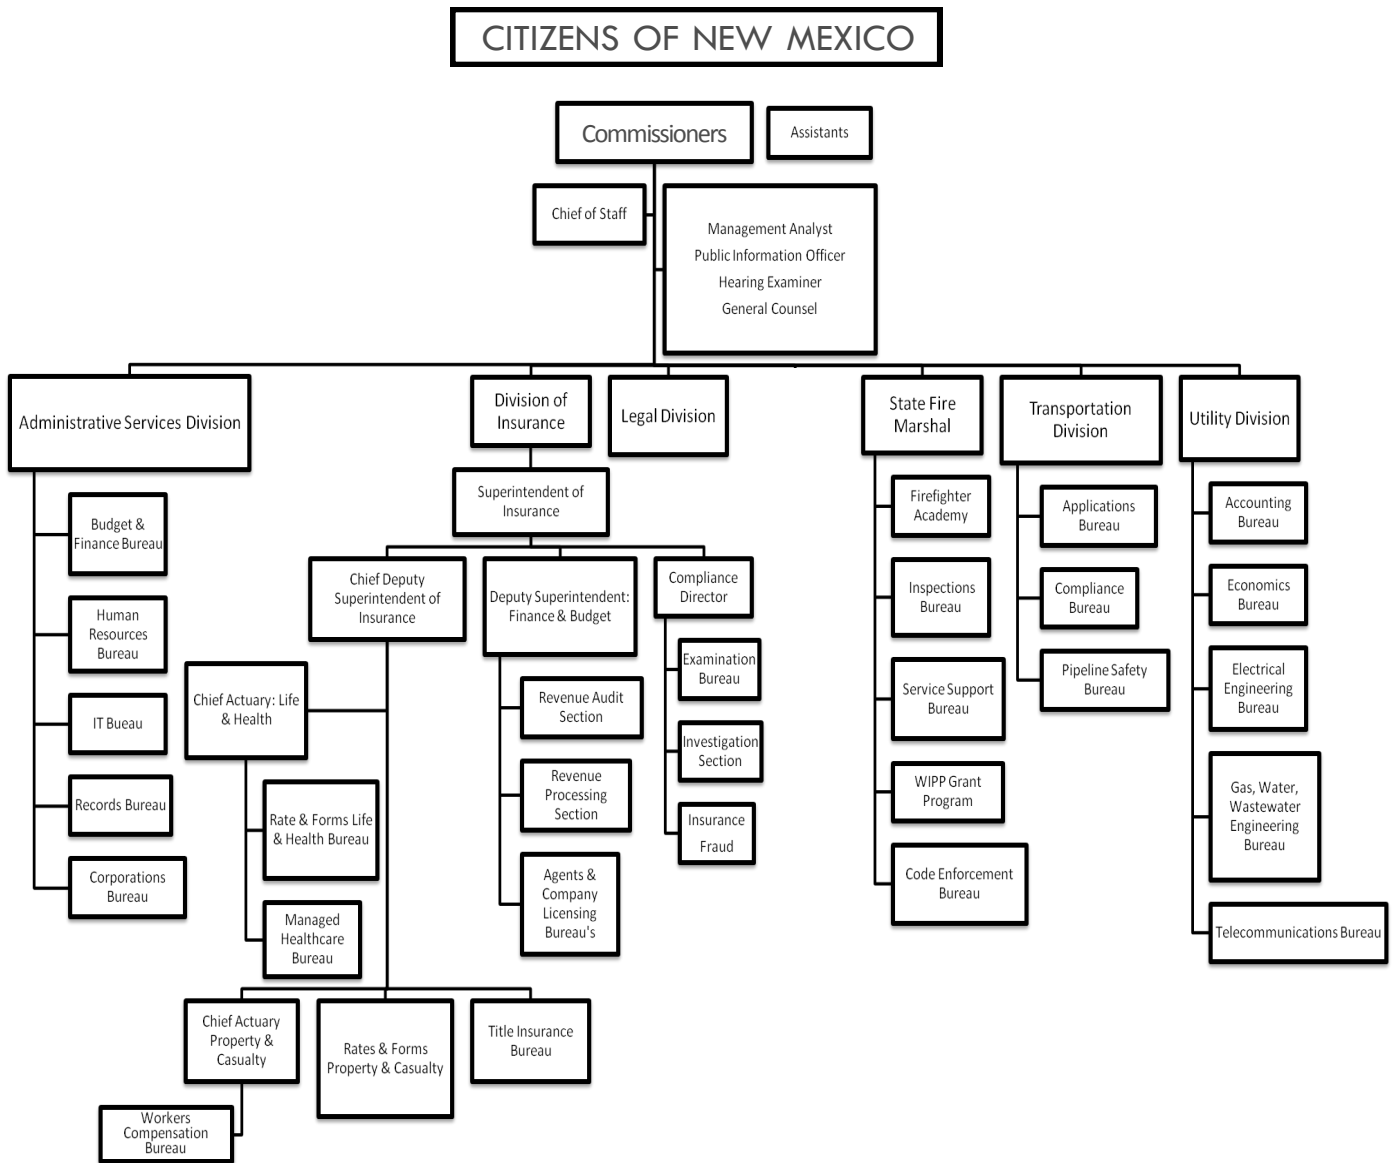 CITIZENS OF NEW MEXICO
Commissioners
Assistants
Chief of Staff
Management Analyst
Public Information Officer
Hearing Examiner
General Counsel
Administrative Services Division
Budget &
Finance Bureau
Human
Resources
Bureau
IT Bueau
Records Bureau
Corporations
Bureau
Division of
Insurance
Superintendent of
Insurance
Chief Deputy
Superintendent of
Insurance
Chief Actuary: Life
& Health
Rate & Forms Life
& Health Bureau
Managed
Healthcare
Bureau
Chief Actuary
Property &
Casualty
Workers
Compensation
Bureau
Rates & Forms
Property & Casualty
Title Insurance
Bureau
Deputy Superintendent:
Finance & Budget
Revenue Audit
Section
Revenue
Processing
Section
Agents &
Company
Licensing
Bureau's
Compliance
Director
Examination
Bureau
Investigation
Section
Insurance
Fraud
Legal Division
State Fire
Marshal
Firefighter
Academy
Inspections
Bureau
Service Support
Bureau
WIPP Grant
Program
Code Enforcement
Bureau
Transportation
Division
Applications
Bureau
Compliance
Bureau
Pipeline Safety
Bureau
Utility Division
Accounting
Bureau
Economics
Bureau
Electrical
Engineering
Bureau
Gas, Water,
Wastewater
Engineering
Bureau
Telecommunications Bureau